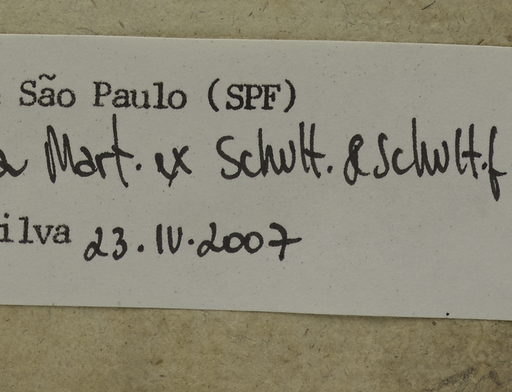 São Paulo (SPF)
a Mart. ex Schult. & Schult.f
ilva 23.IV.2007